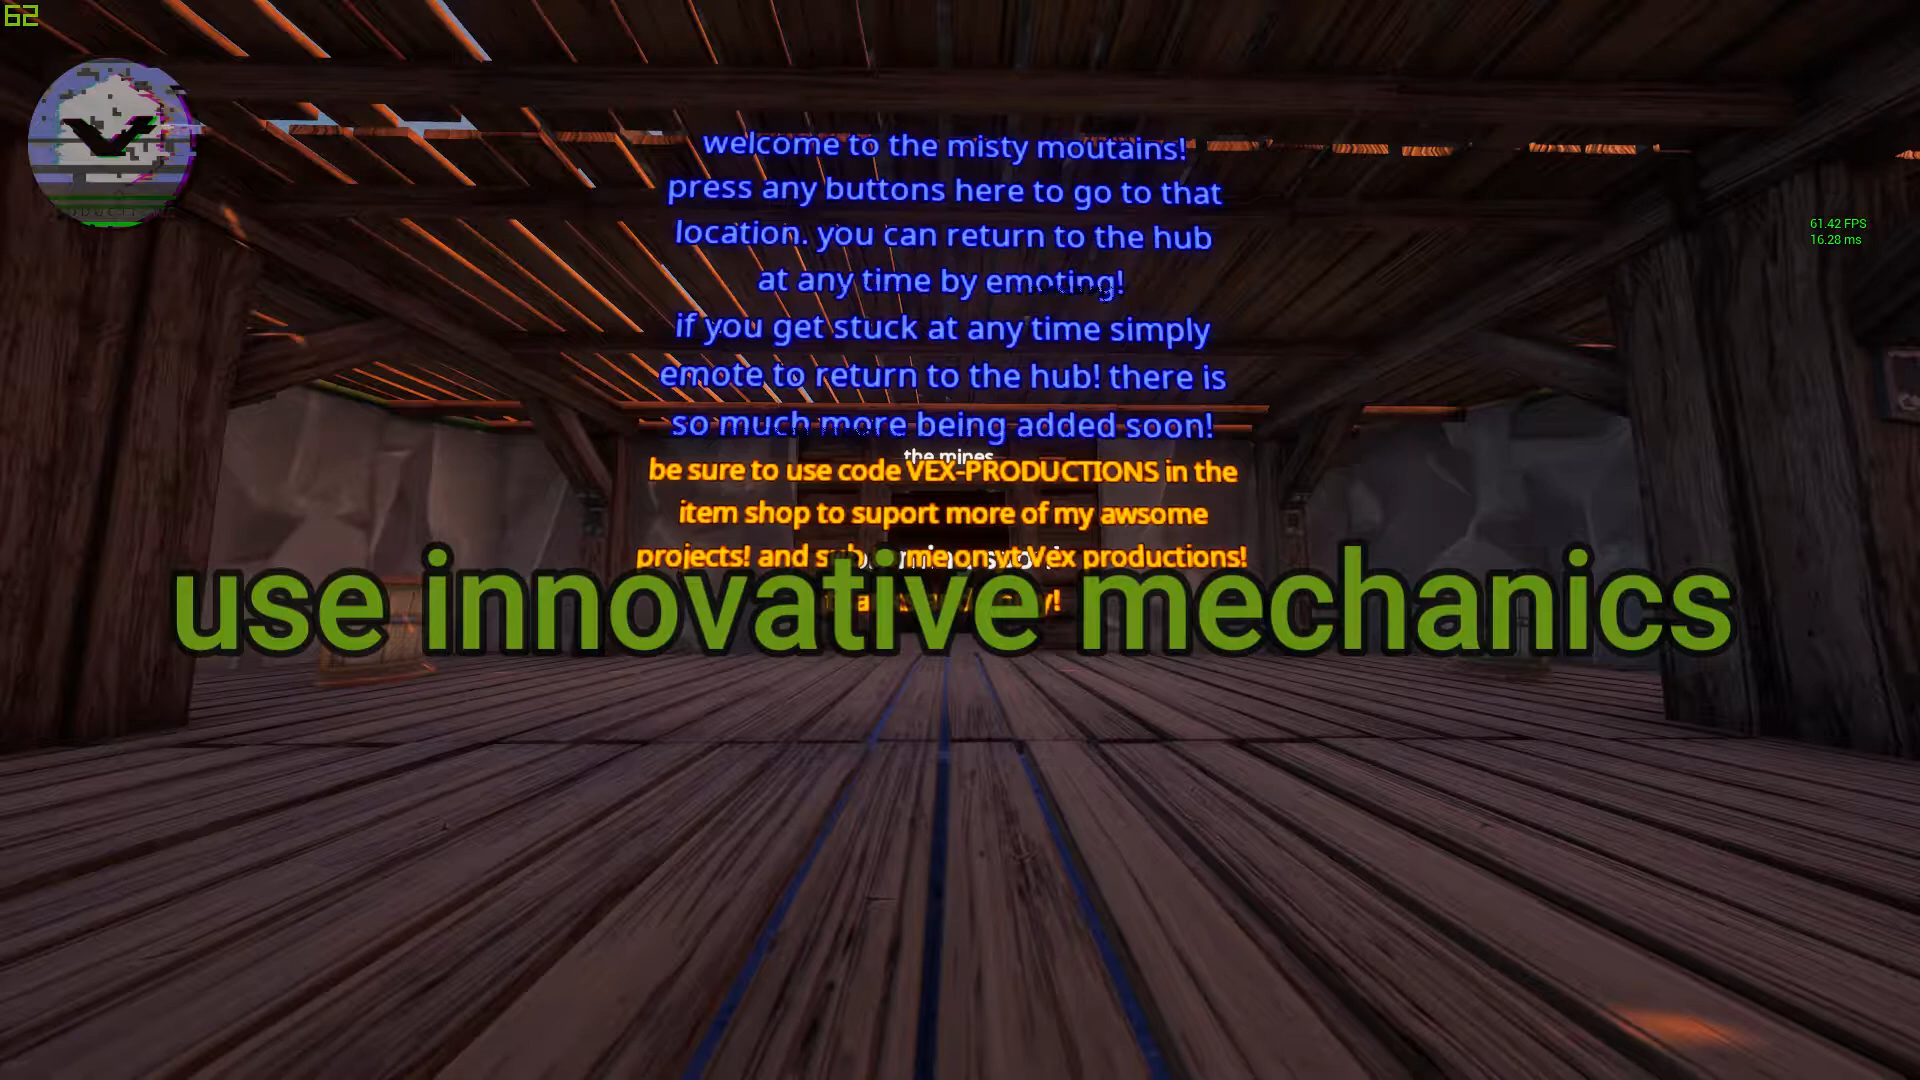 62
61.42 FPS
16.28 ms
welcome to the misty moutains!
press any buttons here to go to that
location. you can return to the hub
at any time by emoting!
if you get stuck at any time simply
emote to return to the hub! there is
so much more being added soon!
the mines
be sure to use code VEX-PRODUCTIONS in the
item shop to suport more of my awsome
projects! and sub me on yt Vex productions!
use innovative mechanics